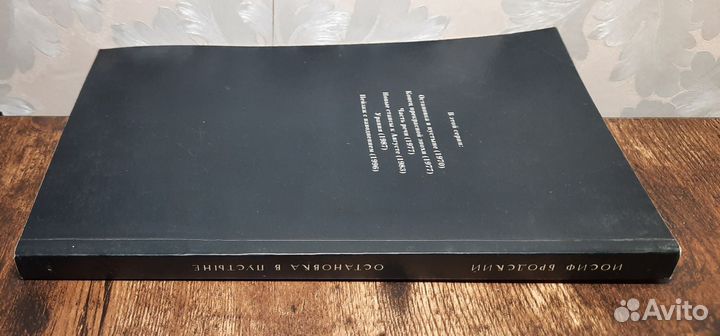 В этой серии:
Остановка в пустыне (1970)
Конец прекрасной эпохи (1977)
Часть речи (1977)
Новые стансы к Августе (1983)
Урания (1987)
Пейзаж с наводнением (1996)
ИОСИФ БРОДСКИЙ ОСТАНОВКА В ПУСТЫНЕ
Avito